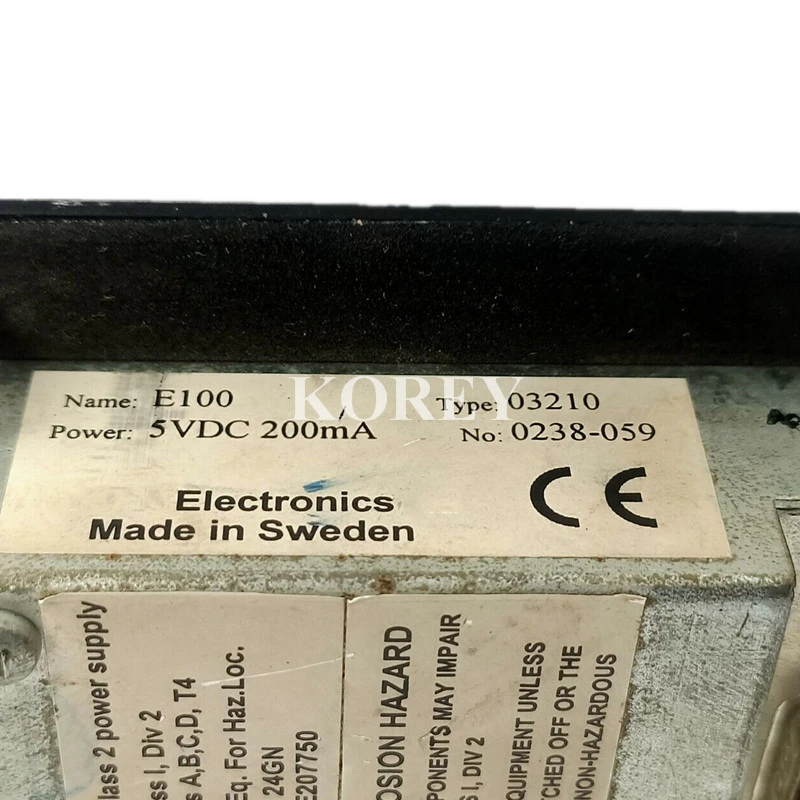 KOREY
Name: E100 Type: 03210
Power: 5VDC 200mA No: 0238-059
Electronics
Made in Sweden
CE
lass 2 power supply
ss I, Div 2
s A,B,C,D, T4
Eq. For Haz.Loc.
24GN
E207750
OSION HAZARD
PONENTS MAY IMPAIR
S I, DIV 2
QUIPMENT UNLESS
CHED OFF OR THE
NON-HAZARDOUS